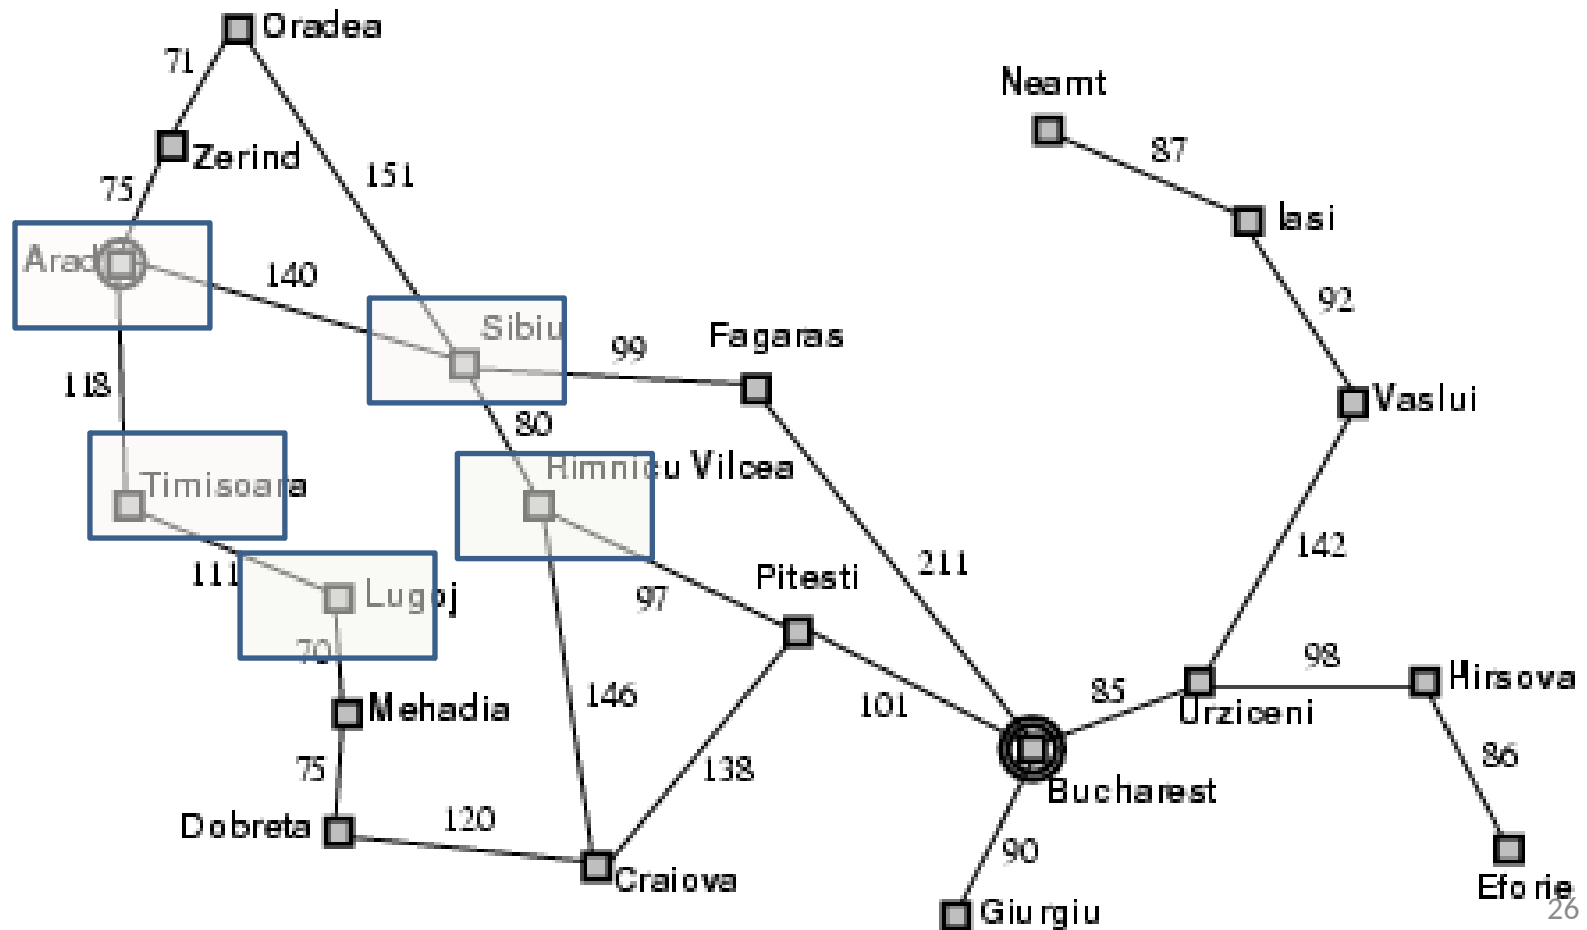 Oradea
71
Neamt
87
Zerind
151
75
Iasi
Arad
140
92
Sibiu
Fagaras
99
118
Vaslui
80
Rimnicu Vilcea
Timisoara
142
211
111
Lugoj
Pitesti
97
70
98
Hirsova
85
146
101
Mehadia
Urziceni
86
75
138
Bucharest
Dobreta
120
90
Craiova
Eforie
Giurgiu
26